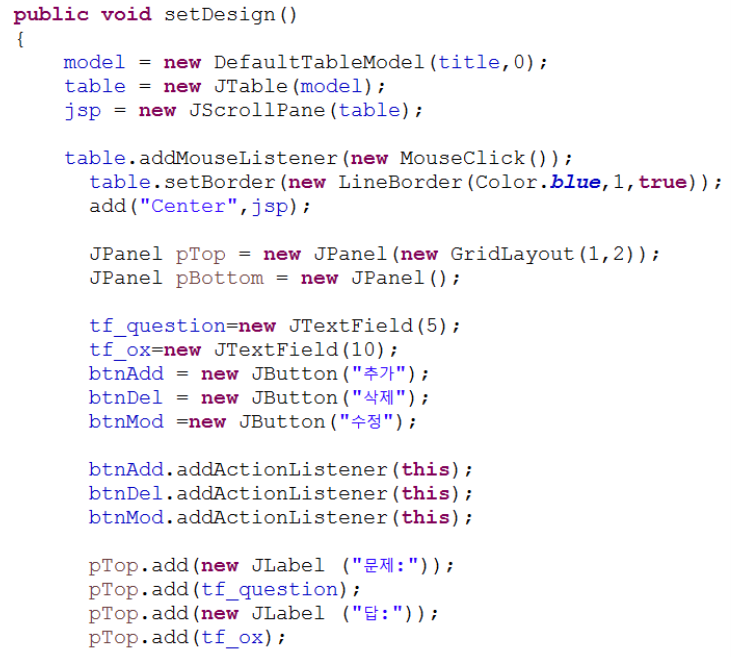 public void setDesign()
{
model = new DefaultTableModel(title,0);
table = new JTable(model);
jsp = new JScrollPane(table);
table.addMouseListener(new MouseClick());
table.setBorder(new LineBorder(Color.blue,1,true));
add("Center",jsp);
JPanel pTop = new JPanel(new GridLayout(1,2));
JPanel pBottom = new JPanel();
tf_question=new JTextField(5);
tf_ox=new JTextField(10);
btnAdd = new JButton("추가");
btnDel = new JButton("삭제");
btnMod =new JButton("수정");
btnAdd.addActionListener(this);
btnDel.addActionListener(this);
btnMod.addActionListener(this);
pTop.add(new JLabel ("문제:"));
pTop.add(tf_question);
pTop.add(new JLabel ("답:"));
pTop.add(tf_ox);